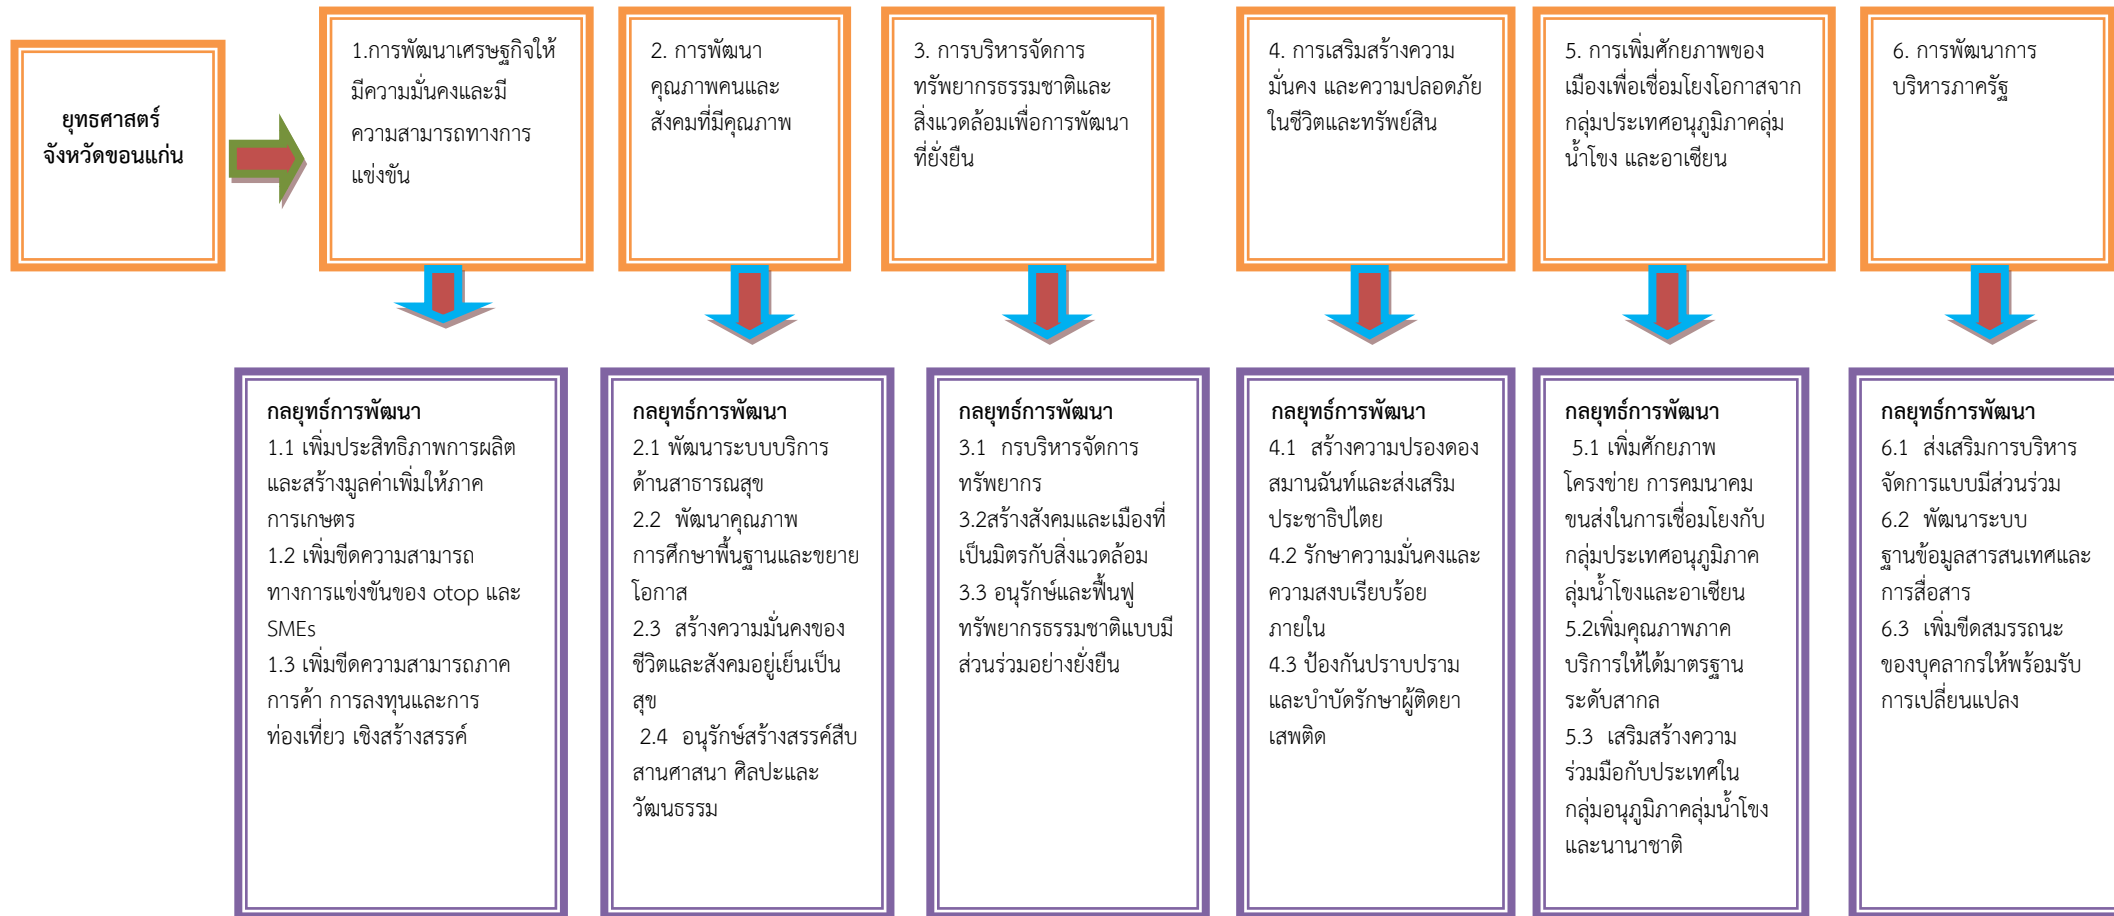 ยุทธศาสตร์
จังหวัดขอนแก่น
1.การพัฒนาเศรษฐกิจให้
มีความมั่นคงและมี
ความสามารถทางการ
แข่งขัน
2. การพัฒนา
คุณภาพคนและ
สังคมที่มีคุณภาพ
3. การบริหารจัดการ
ทรัพยากรธรรมชาติและ
สิ่งแวดล้อมเพื่อการพัฒนา
ที่ยั่งยืน
4. การเสริมสร้างความ
มั่นคง และความปลอดภัย
ในชีวิตและทรัพย์สิน
5. การเพิ่มศักยภาพของ
เมืองเพื่อเชื่อมโยงโอกาสจาก
กลุ่มประเทศอนุภูมิภาคลุ่ม
น้ำโขง และอาเซียน
6. การพัฒนาการ
บริหารภาครัฐ
กลยุทธ์การพัฒนา
1.1 เพิ่มประสิทธิภาพการผลิต
และสร้างมูลค่าเพิ่มให้ภาค
การเกษตร
1.2 เพิ่มขีดความสามารถ
ทางการแข่งขันของ otop และ
SMEs
1.3 เพิ่มขีดความสามารถภาค
การค้า การลงทุนและการ
ท่องเที่ยว เชิงสร้างสรรค์
กลยุทธ์การพัฒนา
2.1 พัฒนาระบบบริการ
ด้านสาธารณสุข
2.2 พัฒนาคุณภาพ
การศึกษาพื้นฐานและขยาย
โอกาส
2.3 สร้างความมั่นคงของ
ชีวิตและสังคมอยู่เย็นเป็น
สุข
2.4 อนุรักษ์สร้างสรรค์สืบ
สานศาสนา ศิลปะและ
วัฒนธรรม
กลยุทธ์การพัฒนา
3.1 กรบริหารจัดการ
ทรัพยากร
3.2สร้างสังคมและเมืองที่
เป็นมิตรกับสิ่งแวดล้อม
3.3 อนุรักษ์และฟื้นฟู
ทรัพยากรธรรมชาติแบบมี
ส่วนร่วมอย่างยั่งยืน
กลยุทธ์การพัฒนา
4.1 สร้างความปรองดอง
สมานฉันท์และส่งเสริม
ประชาธิปไตย
4.2 รักษาความมั่นคงและ
ความสงบเรียบร้อย
ภายใน
4.3 ป้องกันปราบปราม
และบำบัดรักษาผู้ติดยา
เสพติด
กลยุทธ์การพัฒนา
5.1 เพิ่มศักยภาพ
โครงข่าย การคมนาคม
ขนส่งในการเชื่อมโยงกับ
กลุ่มประเทศอนุภูมิภาค
ลุ่มน้ำโขงและอาเซียน
5.2เพิ่มคุณภาพภาค
บริการให้ได้มาตรฐาน
ระดับสากล
5.3 เสริมสร้างความ
ร่วมมือกับประเทศใน
กลุ่มอนุภูมิภาคลุ่มน้ำโขง
และนานาชาติ
กลยุทธ์การพัฒนา
6.1 ส่งเสริมการบริหาร
จัดการแบบมีส่วนร่วม
6.2 พัฒนาระบบ
ฐานข้อมูลสารสนเทศและ
การสื่อสาร
6.3 เพิ่มขีดสมรรถนะ
ของบุคลากรให้พร้อมรับ
การเปลี่ยนแปลง